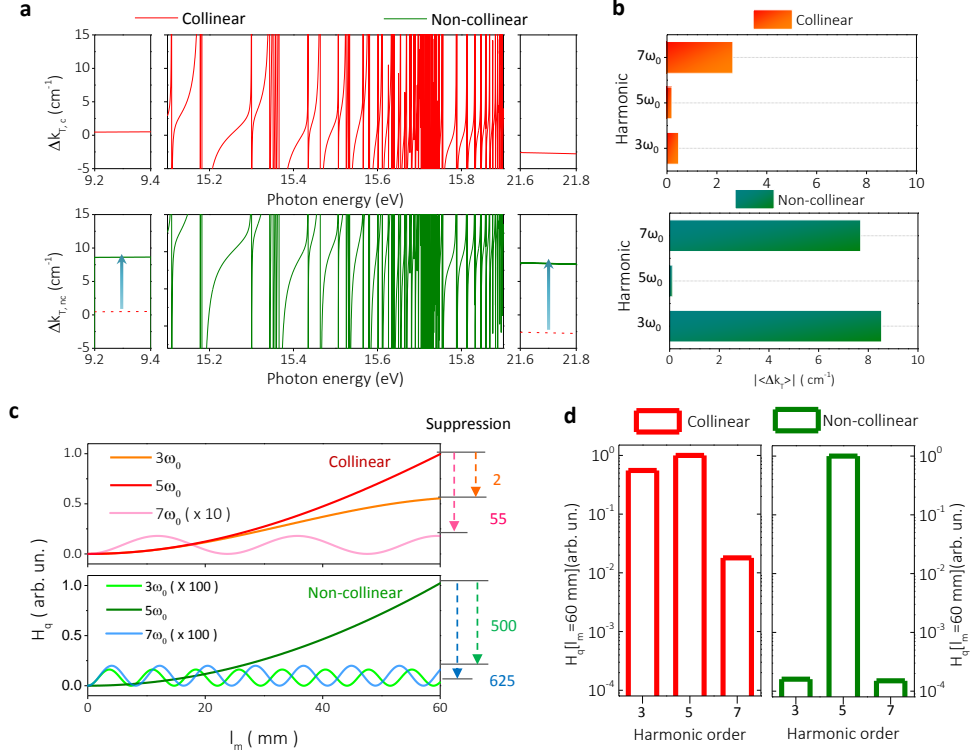 a
Collinear
Non-collinear
15
10
5
0
-5
Δk_T, c (cm⁻¹)
9.2 9.4 15.2 15.4 15.6 15.8 21.6 21.8
Photon energy (eV)
Photon energy (eV)
15
10
5
0
-5
Δk_T, nc (cm⁻¹)
9.2 9.4 15.2 15.4 15.6 15.8 21.6 21.8
Photon energy (eV)
b
Collinear
Harmonic
7ω₀
5ω₀
3ω₀
0 2 4 6 8 10
Non-collinear
Harmonic
7ω₀
5ω₀
3ω₀
0 2 4 6 8 10
|<Δk_T>| ( cm⁻¹)
c
Suppression
H_q ( arb. un.)
1.0
0.5
0.0
3ω₀
5ω₀
7ω₀ ( x 10 )
Collinear
2
55
1.0
0.5
0.0
3ω₀ ( X 100 )
5ω₀
7ω₀ ( x 100 )
Non-collinear
500
625
0 20 40 60
l_m ( mm )
d
Collinear
Non-collinear
H_q[l_m=60 mm](arb. un.)
10⁰
10⁻¹
10⁻²
10⁻³
10⁻⁴
3 5 7
Harmonic order
3 5 7
Harmonic order
10⁰
10⁻¹
10⁻²
10⁻³
10⁻⁴
H_q[l_m=60 mm](arb. un.)